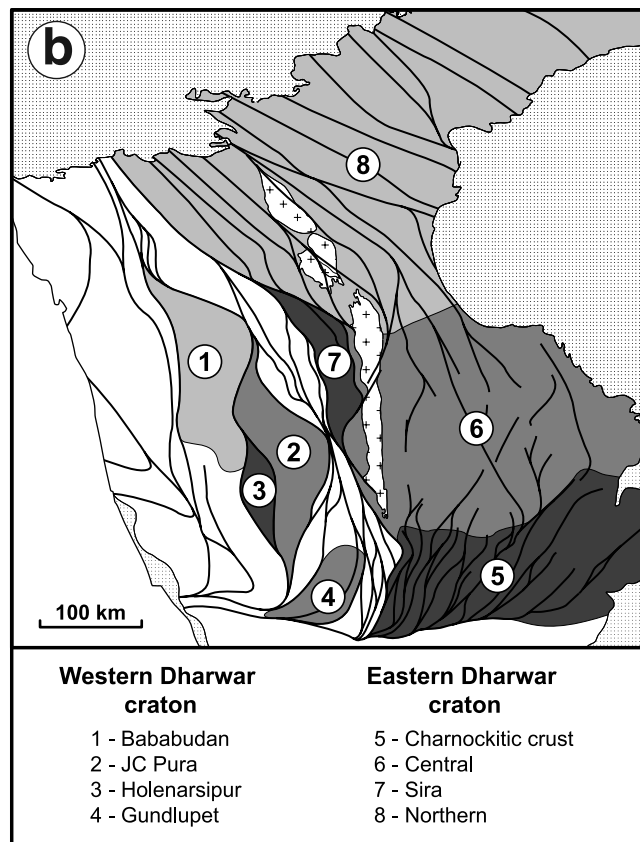 b
8
1
7
6
2
3
5
4
100 km
Western Dharwar
craton
1 - Bababudan
2 - JC Pura
3 - Holenarsipur
4 - Gundlupet
Eastern Dharwar
craton
5 - Charnockitic crust
6 - Central
7 - Sira
8 - Northern